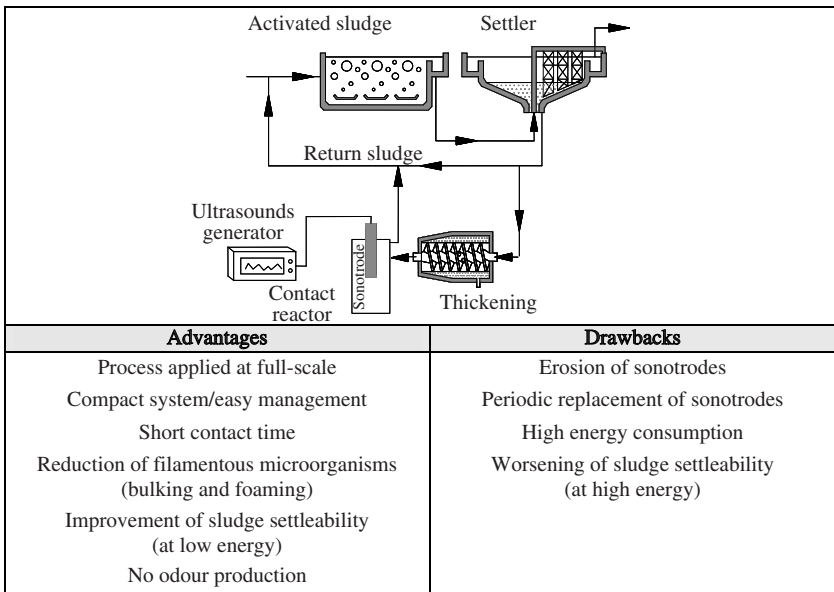 Activated sludge
Settler
Return sludge
Ultrasounds
generator
Sonotrode
Contact
reactor
Thickening
Advantages
Drawbacks
Process applied at full-scale
Compact system/easy management
Short contact time
Reduction of filamentous microorganisms
(bulking and foaming)
Improvement of sludge settleability
(at low energy)
No odour production
Erosion of sonotrodes
Periodic replacement of sonotrodes
High energy consumption
Worsening of sludge settleability
(at high energy)